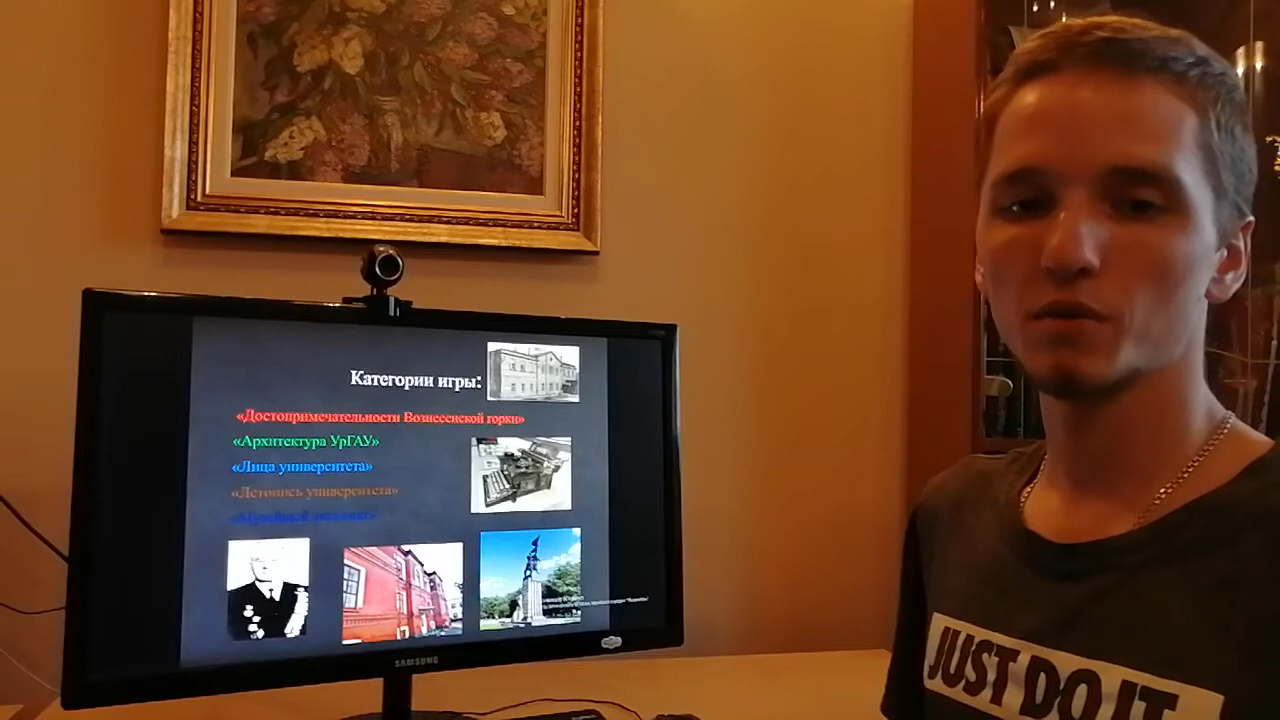 Категории игры:
«Достопримечательности Вознесенской горки»
«Архитектура УрГАУ»
«Лица университета»
«Летопись университета»
SAMSUNG
JUST DO IT